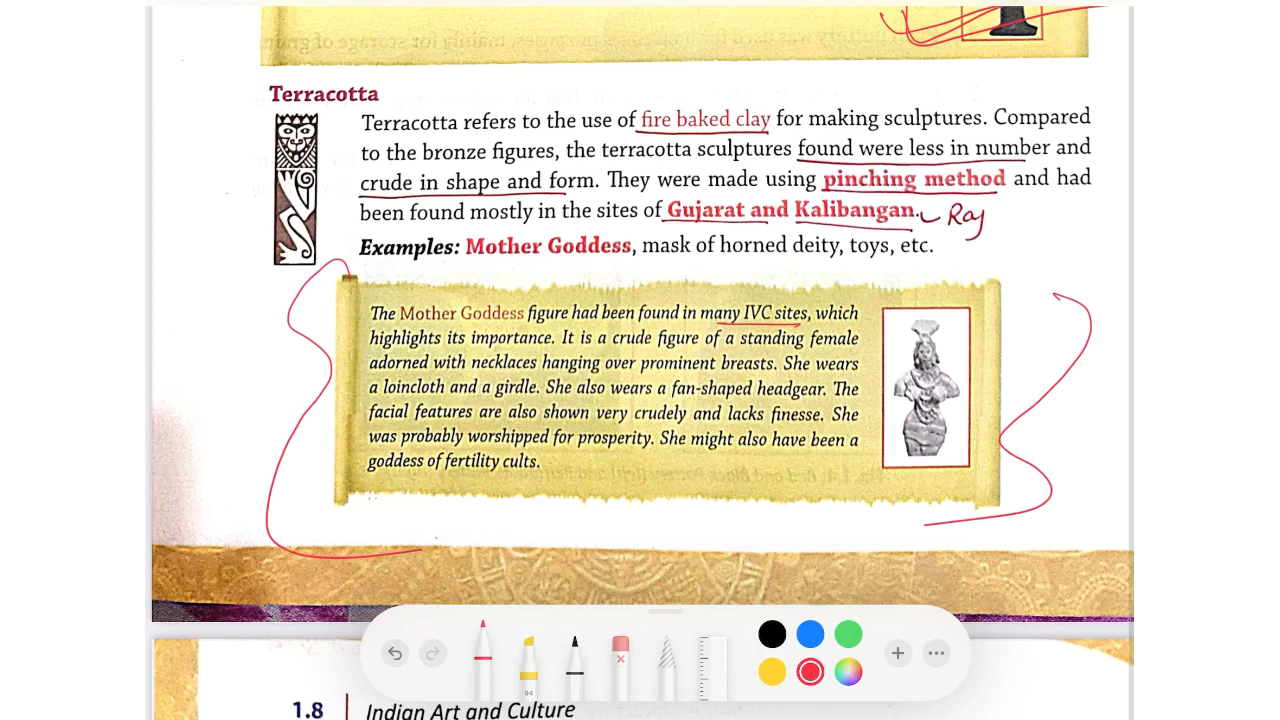 Terracotta
Terracotta refers to the use of fire baked clay for making sculptures. Compared
to the bronze figures, the terracotta sculptures found were less in number and
crude in shape and form. They were made using pinching method and had
been found mostly in the sites of Gujarat and Kalibangan. Raj
Examples: Mother Goddess, mask of horned deity, toys, etc.
The Mother Goddess figure had been found in many IVC sites, which
highlights its importance. It is a crude figure of a standing female
adorned with necklaces hanging over prominent breasts. She wears
a loincloth and a girdle. She also wears a fan-shaped headgear. The
facial features are also shown very crudely and lacks finesse. She
was probably worshipped for prosperity. She might also have been a
goddess of fertility cults.
94
1.8 Indian Art and Culture